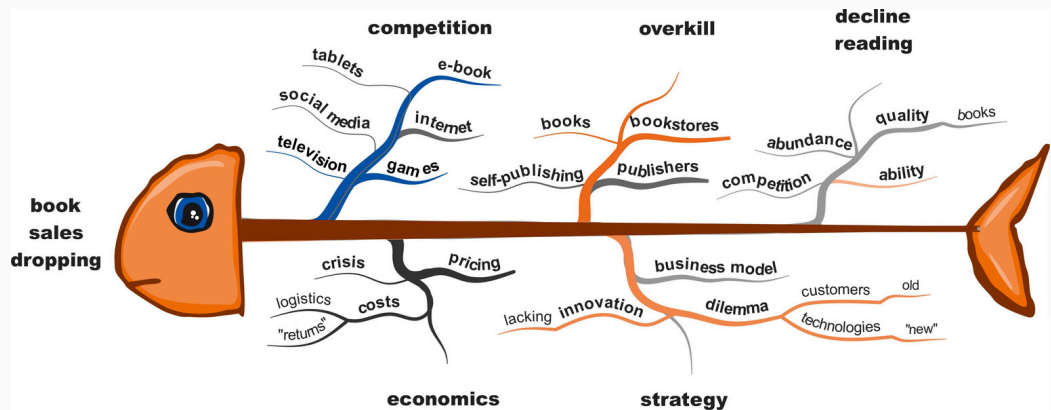 competition
overkill
decline
reading
tablets
e-book
social media
internet
television
games
books
bookstores
self-publishing
publishers
abundance
quality
books
competition
ability
book
sales
dropping
crisis
pricing
logistics
costs
"returns"
business model
lacking
innovation
dilemma
customers
old
technologies
"new"
economics
strategy